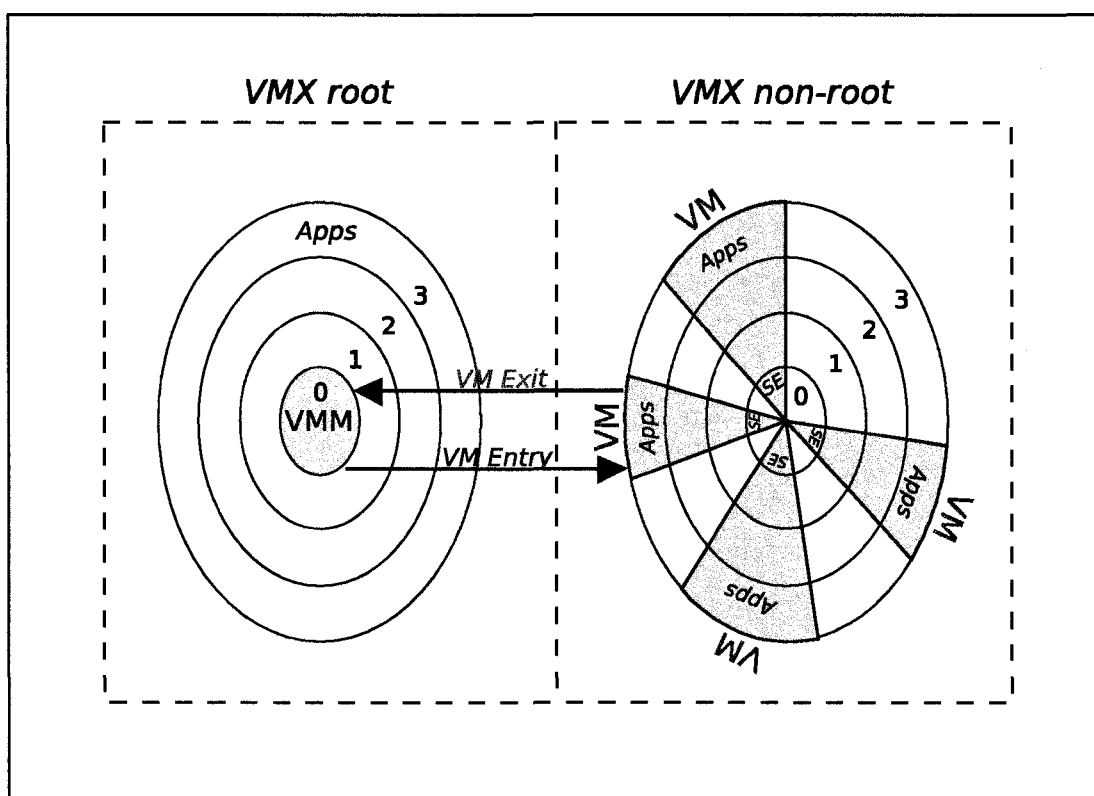 VMX root
VMX non-root
Apps
3
2
1
0
VMM
VM Exit
VM Entry
VM
Apps
SE
VM
Apps
SE
VM
Apps
SE
VM
Apps
SE
3
2
1
0